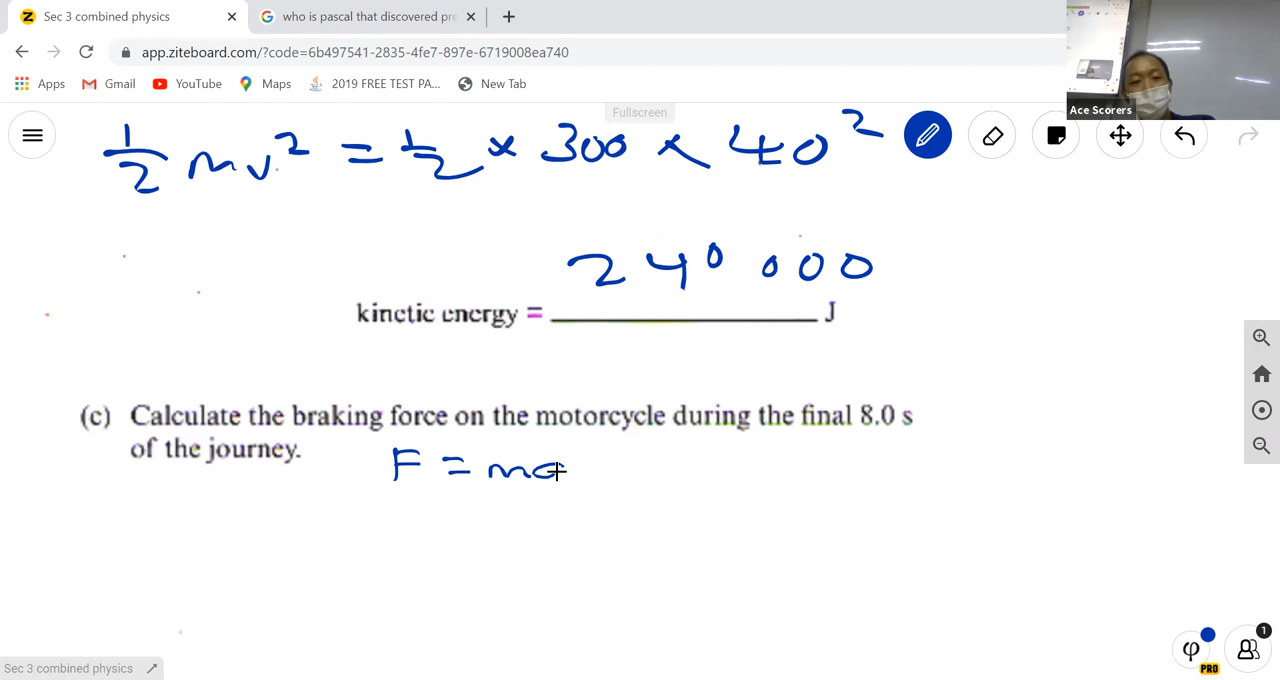 Sec 3 combined physics
who is pascal that discovered pre
app.ziteboard.com/?code=6b497541-2835-4fe7-897e-6719008ea740
Apps Gmail YouTube Maps 2019 FREE TEST PA... New Tab
Ace Scorers
Fullscreen
1/2 mv² = 1/2 × 300 × 40²
240 000
kinetic energy = ____________ J
(c) Calculate the braking force on the motorcycle during the final 8.0 s
of the journey.
F = ma
1
φ
PRO
Sec 3 combined physics